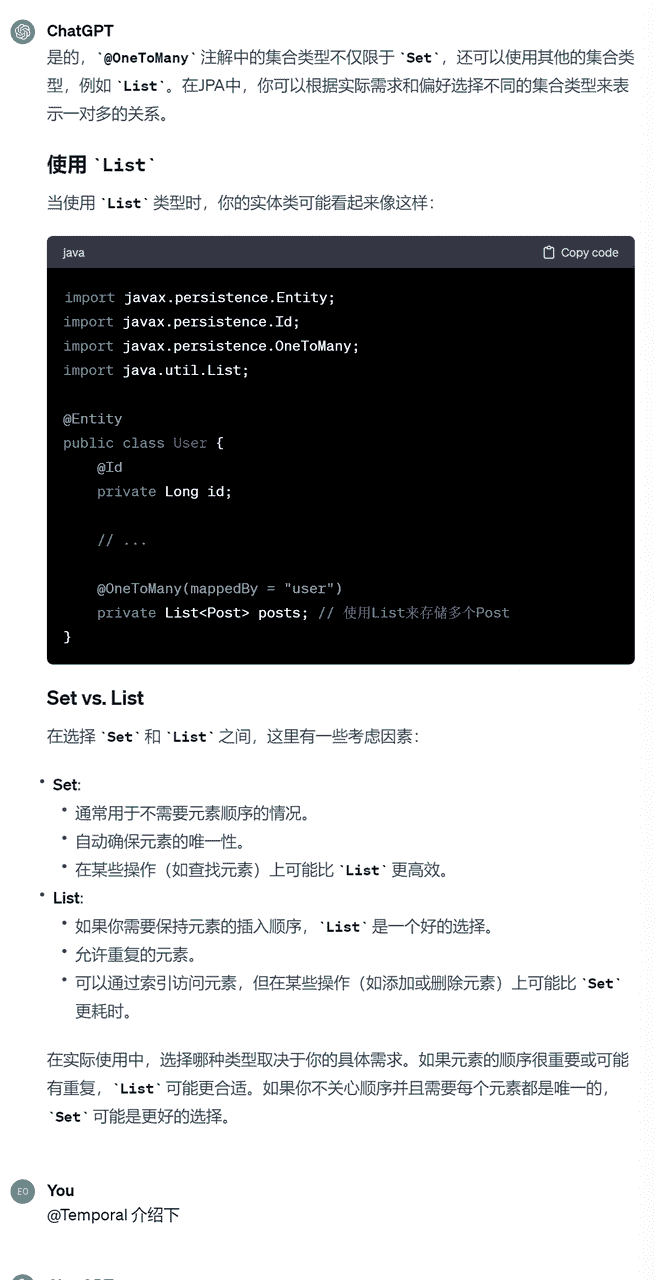 ChatGPT
是的，`@OneToMany`注解中的集合类型不仅限于 `Set`，还可以使用其他的集合类
型，例如 `List`。在JPA中，你可以根据实际需求和偏好选择不同的集合类型来表
示一对多的关系。
使用 `List`
当使用 `List` 类型时，你的实体类可能看起来像这样：
java
Copy code
import javax.persistence.Entity;
import javax.persistence.Id;
import javax.persistence.OneToMany;
import java.util.List;
@Entity
public class User {
    @Id
    private Long id;
    // ...
    @OneToMany(mappedBy = "user")
    private List<Post> posts; // 使用List来存储多个Post
}
Set vs. List
在选择 `Set` 和 `List` 之间，这里有一些考虑因素：
• Set:
• 通常用于不需要元素顺序的情况。
• 自动确保元素的唯一性。
• 在某些操作（如查找元素）上可能比 `List` 更高效。
• List:
• 如果你需要保持元素的插入顺序，`List` 是一个好的选择。
• 允许重复的元素。
• 可以通过索引访问元素，但在某些操作（如添加或删除元素）上可能比 `Set`
更耗时。
在实际使用中，选择哪种类型取决于你的具体需求。如果元素的顺序很重要或可能
有重复，`List` 可能更合适。如果你不关心顺序并且需要每个元素都是唯一的，
`Set` 可能是更好的选择。
EO
You
@Temporal 介绍下